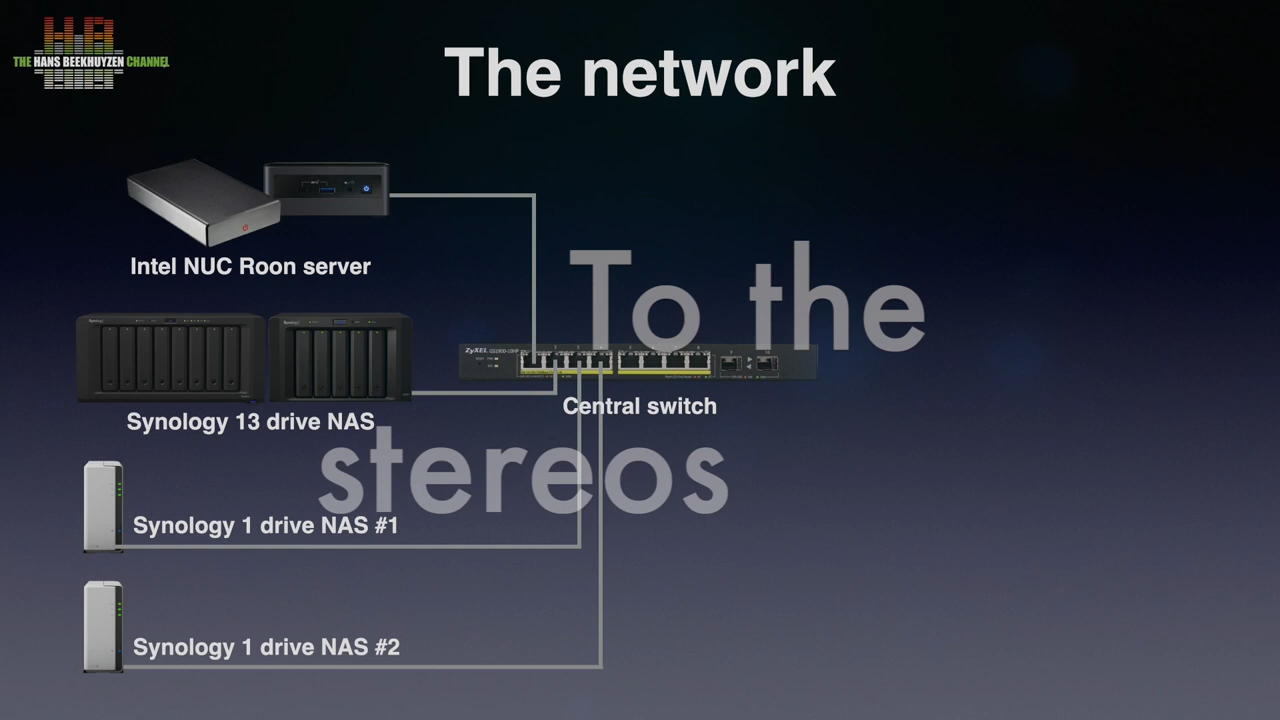 THE HANS BEEKHUYZEN CHANNEL
The network
Intel NUC Roon server
To the
ZyXEL
Synology 13 drive NAS
Central switch
stereos
Synology 1 drive NAS #1
Synology 1 drive NAS #2